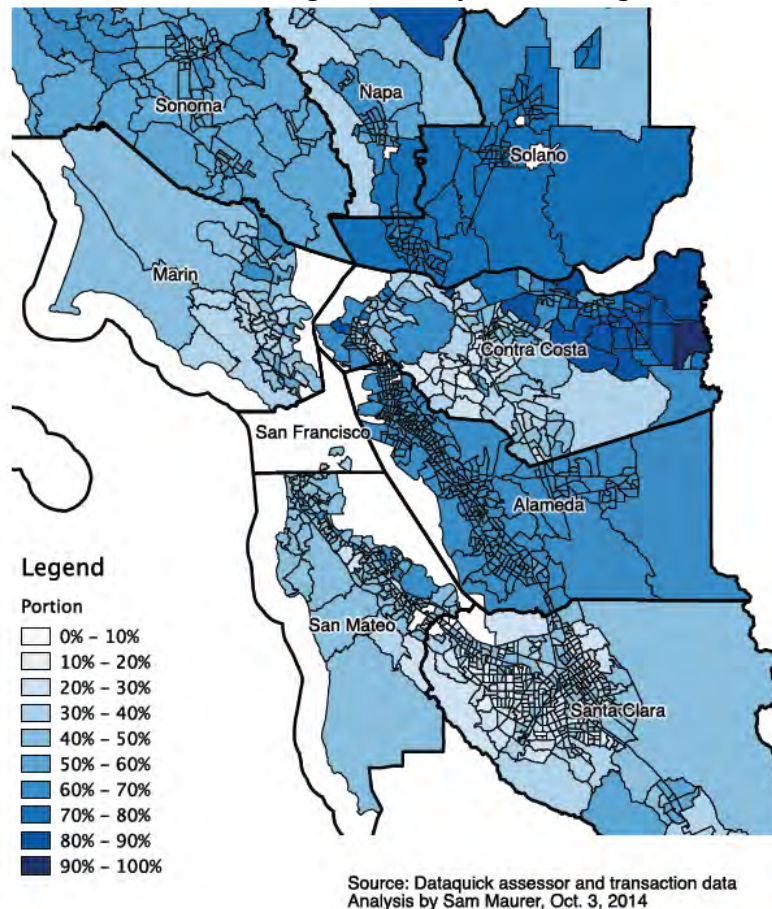 Sonoma
Napa
Solano
Marin
Contra Costa
San Francisco
Alameda
San Mateo
Santa Clara
Legend
Portion
0% - 10%
10% - 20%
20% - 30%
30% - 40%
40% - 50%
50% - 60%
60% - 70%
70% - 80%
80% - 90%
90% - 100%
Source: Dataquick assessor and transaction data
Analysis by Sam Maurer, Oct. 3, 2014